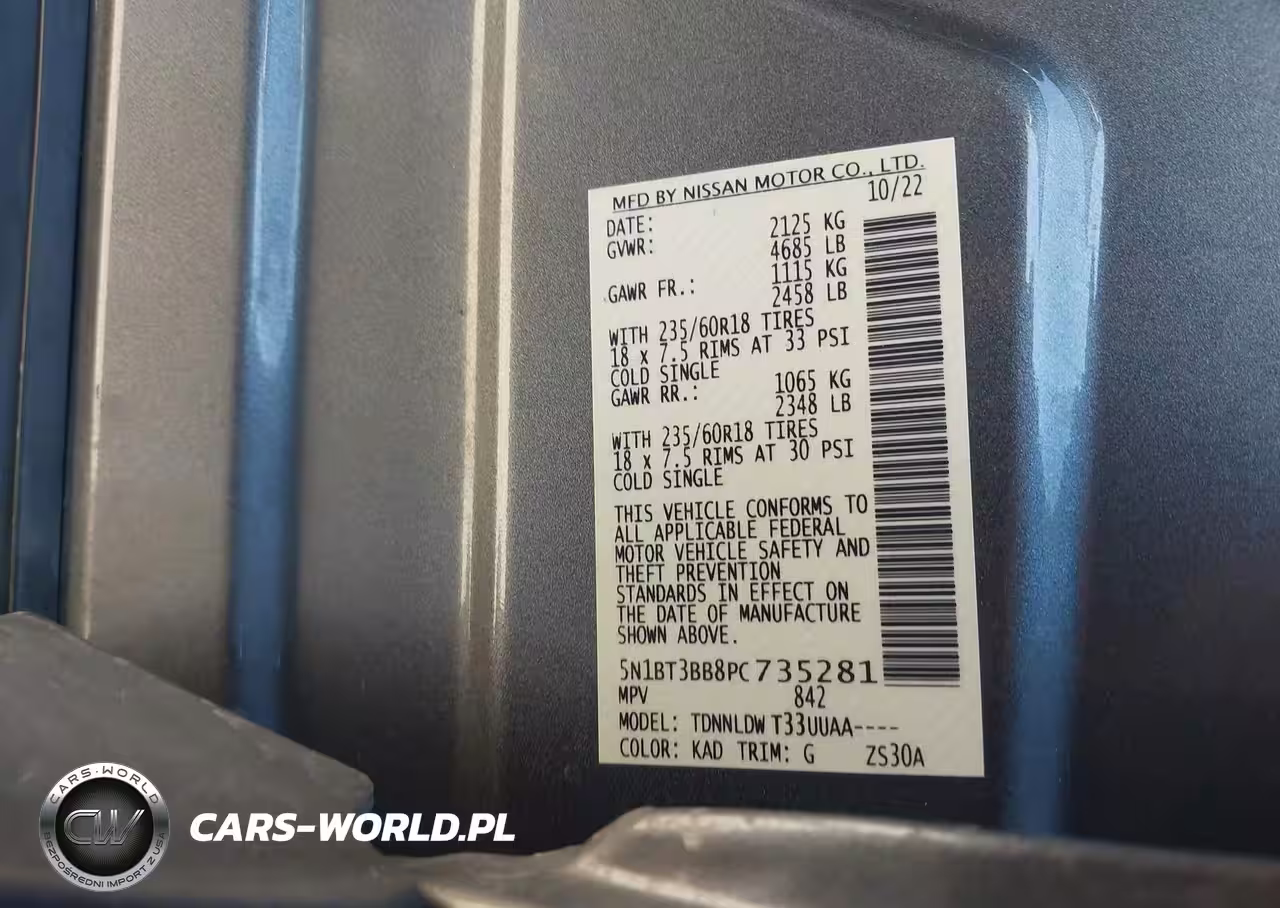 MFD BY NISSAN MOTOR CO., LTD.
DATE: 10/22
GVWR: 2125 KG
4685 LB
GAWR FR.: 1115 KG
2458 LB
WITH 235/60R18 TIRES
18 x 7.5 RIMS AT 33 PSI
COLD SINGLE
GAWR RR.: 1065 KG
2348 LB
WITH 235/60R18 TIRES
18 x 7.5 RIMS AT 30 PSI
COLD SINGLE
THIS VEHICLE CONFORMS TO
ALL APPLICABLE FEDERAL
MOTOR VEHICLE SAFETY AND
THEFT PREVENTION
STANDARDS IN EFFECT ON
THE DATE OF MANUFACTURE
SHOWN ABOVE.
5N1BT3BB8PC735281
MPV 842
MODEL: TDNNLDW T33UUAA----
COLOR: KAD TRIM: G ZS30A
CARS-WORLD
CW
BEZPOŚREDNI IMPORT Z USA
CARS-WORLD.PL